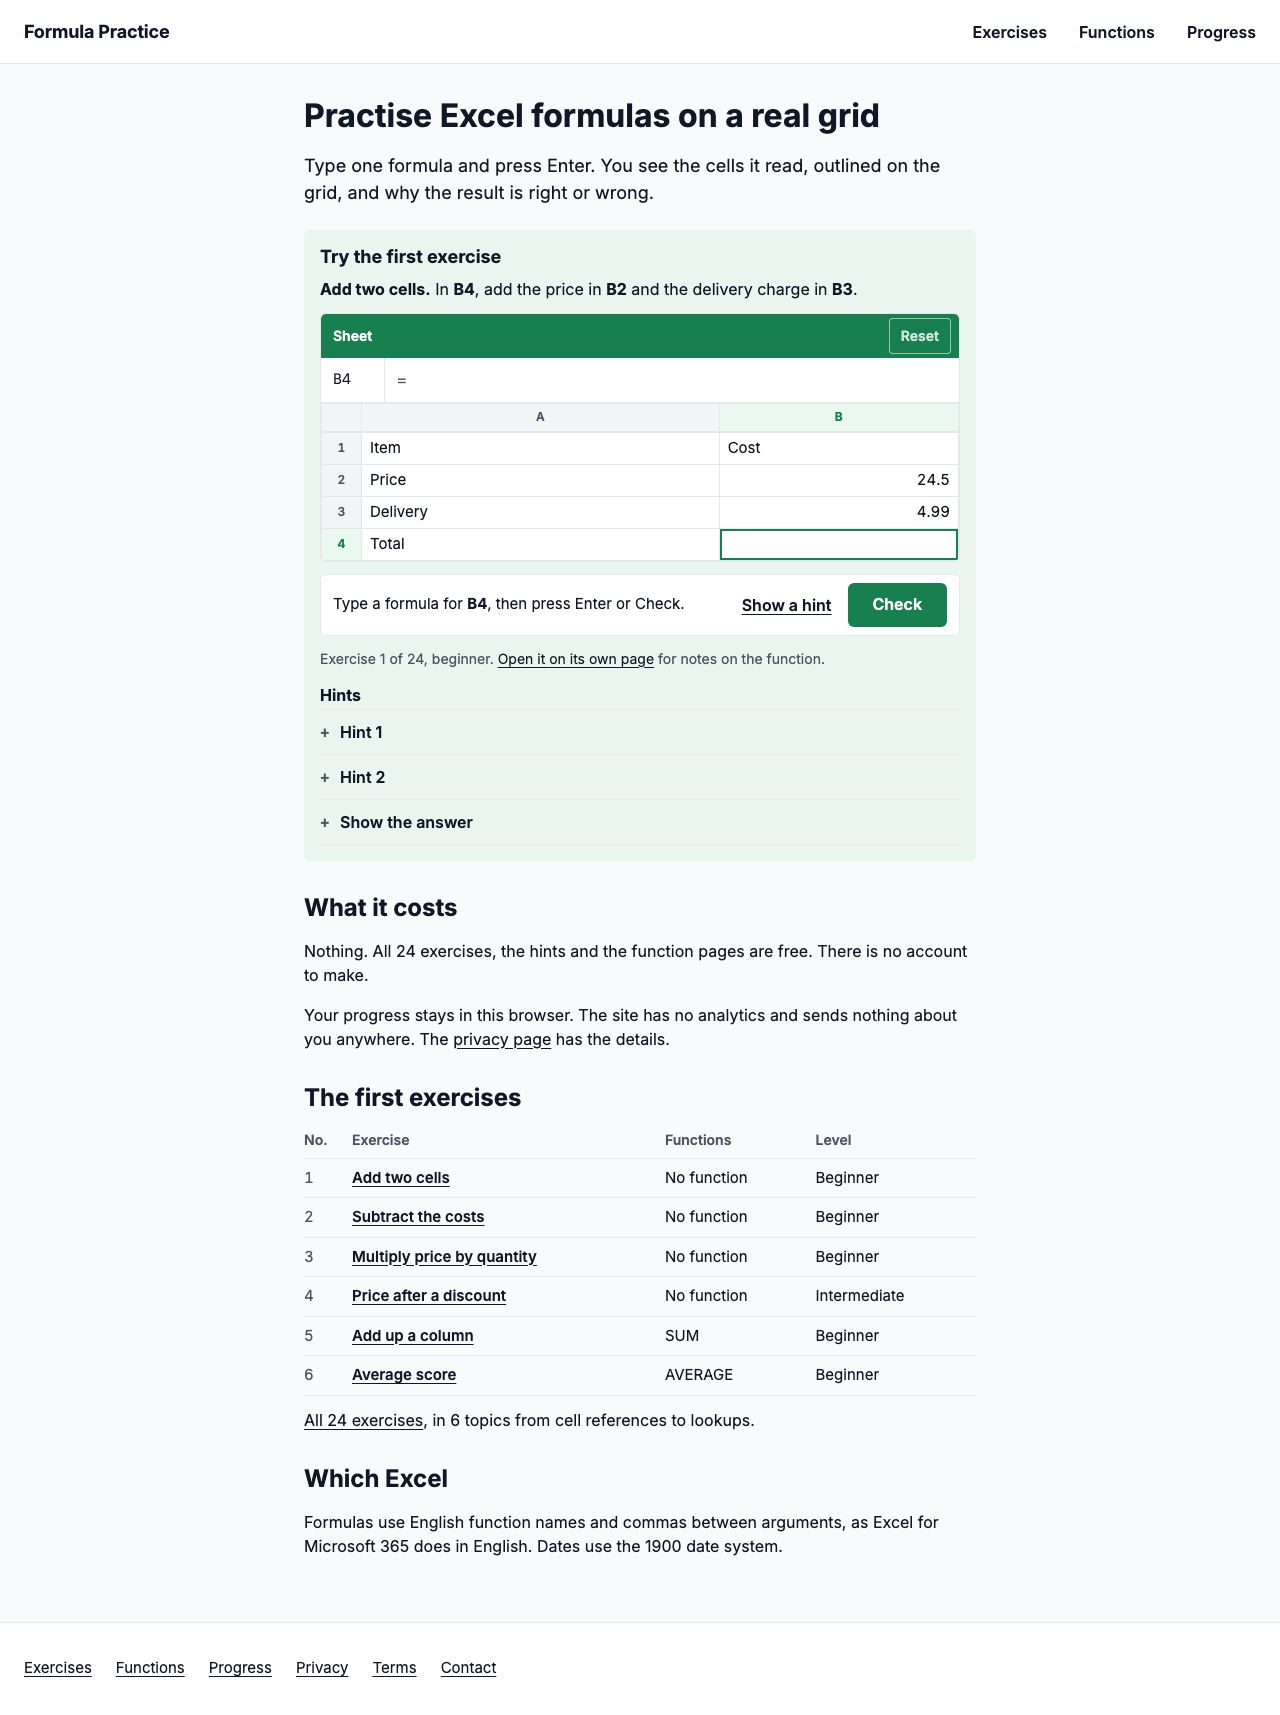 Formula Practice
Exercises Functions Progress
Practise Excel formulas on a real grid
Type one formula and press Enter. You see the cells it read, outlined on the
grid, and why the result is right or wrong.
Try the first exercise
Add two cells. In B4, add the price in B2 and the delivery charge in B3.
Sheet Reset
B4 =
A B
1 Item Cost
2 Price 24.5
3 Delivery 4.99
4 Total
Type a formula for B4, then press Enter or Check. Show a hint Check
Exercise 1 of 24, beginner. Open it on its own page for notes on the function.
Hints
+ Hint 1
+ Hint 2
+ Show the answer
What it costs
Nothing. All 24 exercises, the hints and the function pages are free. There is no account
to make.
Your progress stays in this browser. The site has no analytics and sends nothing about
you anywhere. The privacy page has the details.
The first exercises
No. Exercise Functions Level
1 Add two cells No function Beginner
2 Subtract the costs No function Beginner
3 Multiply price by quantity No function Beginner
4 Price after a discount No function Intermediate
5 Add up a column SUM Beginner
6 Average score AVERAGE Beginner
All 24 exercises, in 6 topics from cell references to lookups.
Which Excel
Formulas use English function names and commas between arguments, as Excel for
Microsoft 365 does in English. Dates use the 1900 date system.
Exercises Functions Progress Privacy Terms Contact